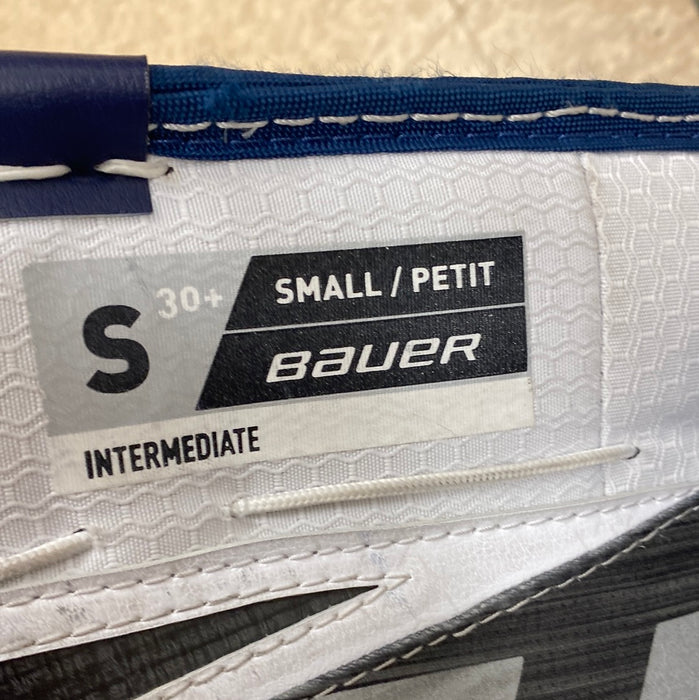 S 30+
SMALL / PETIT
BAUER
INTERMEDIATE